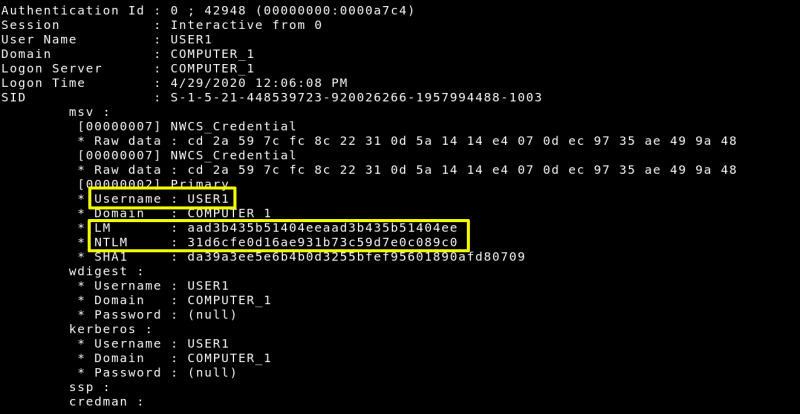 Authentication Id : 0 ; 42948 (00000000:0000a7c4)
Session           : Interactive from 0
User Name         : USER1
Domain            : COMPUTER_1
Logon Server      : COMPUTER_1
Logon Time        : 4/29/2020 12:06:08 PM
SID               : S-1-5-21-448539723-920026266-1957994488-1003
        msv :
         [00000007] NWCS_Credential
         * Raw data : cd 2a 59 7c fc 8c 22 31 0d 5a 14 14 e4 07 0d ec 97 35 ae 49 9a 48
         [00000007] NWCS_Credential
         * Raw data : cd 2a 59 7c fc 8c 22 31 0d 5a 14 14 e4 07 0d ec 97 35 ae 49 9a 48
         [00000002] Primary
         * Username : USER1
         * Domain   : COMPUTER_1
         * LM       : aad3b435b51404eeaad3b435b51404ee
         * NTLM     : 31d6cfe0d16ae931b73c59d7e0c089c0
         * SHA1     : da39a3ee5e6b4b0d3255bfef95601890afd80709
        wdigest :
         * Username : USER1
         * Domain   : COMPUTER_1
         * Password : (null)
        kerberos :
         * Username : USER1
         * Domain   : COMPUTER_1
         * Password : (null)
        ssp :
        credman :